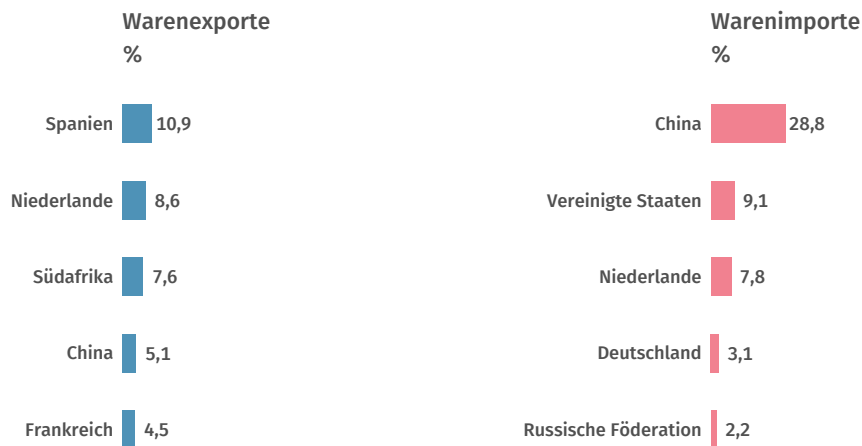 Warenexporte
%
Spanien 10,9
Niederlande 8,6
Südafrika 7,6
China 5,1
Frankreich 4,5
Warenimporte
%
China 28,8
Vereinigte Staaten 9,1
Niederlande 7,8
Deutschland 3,1
Russische Föderation 2,2